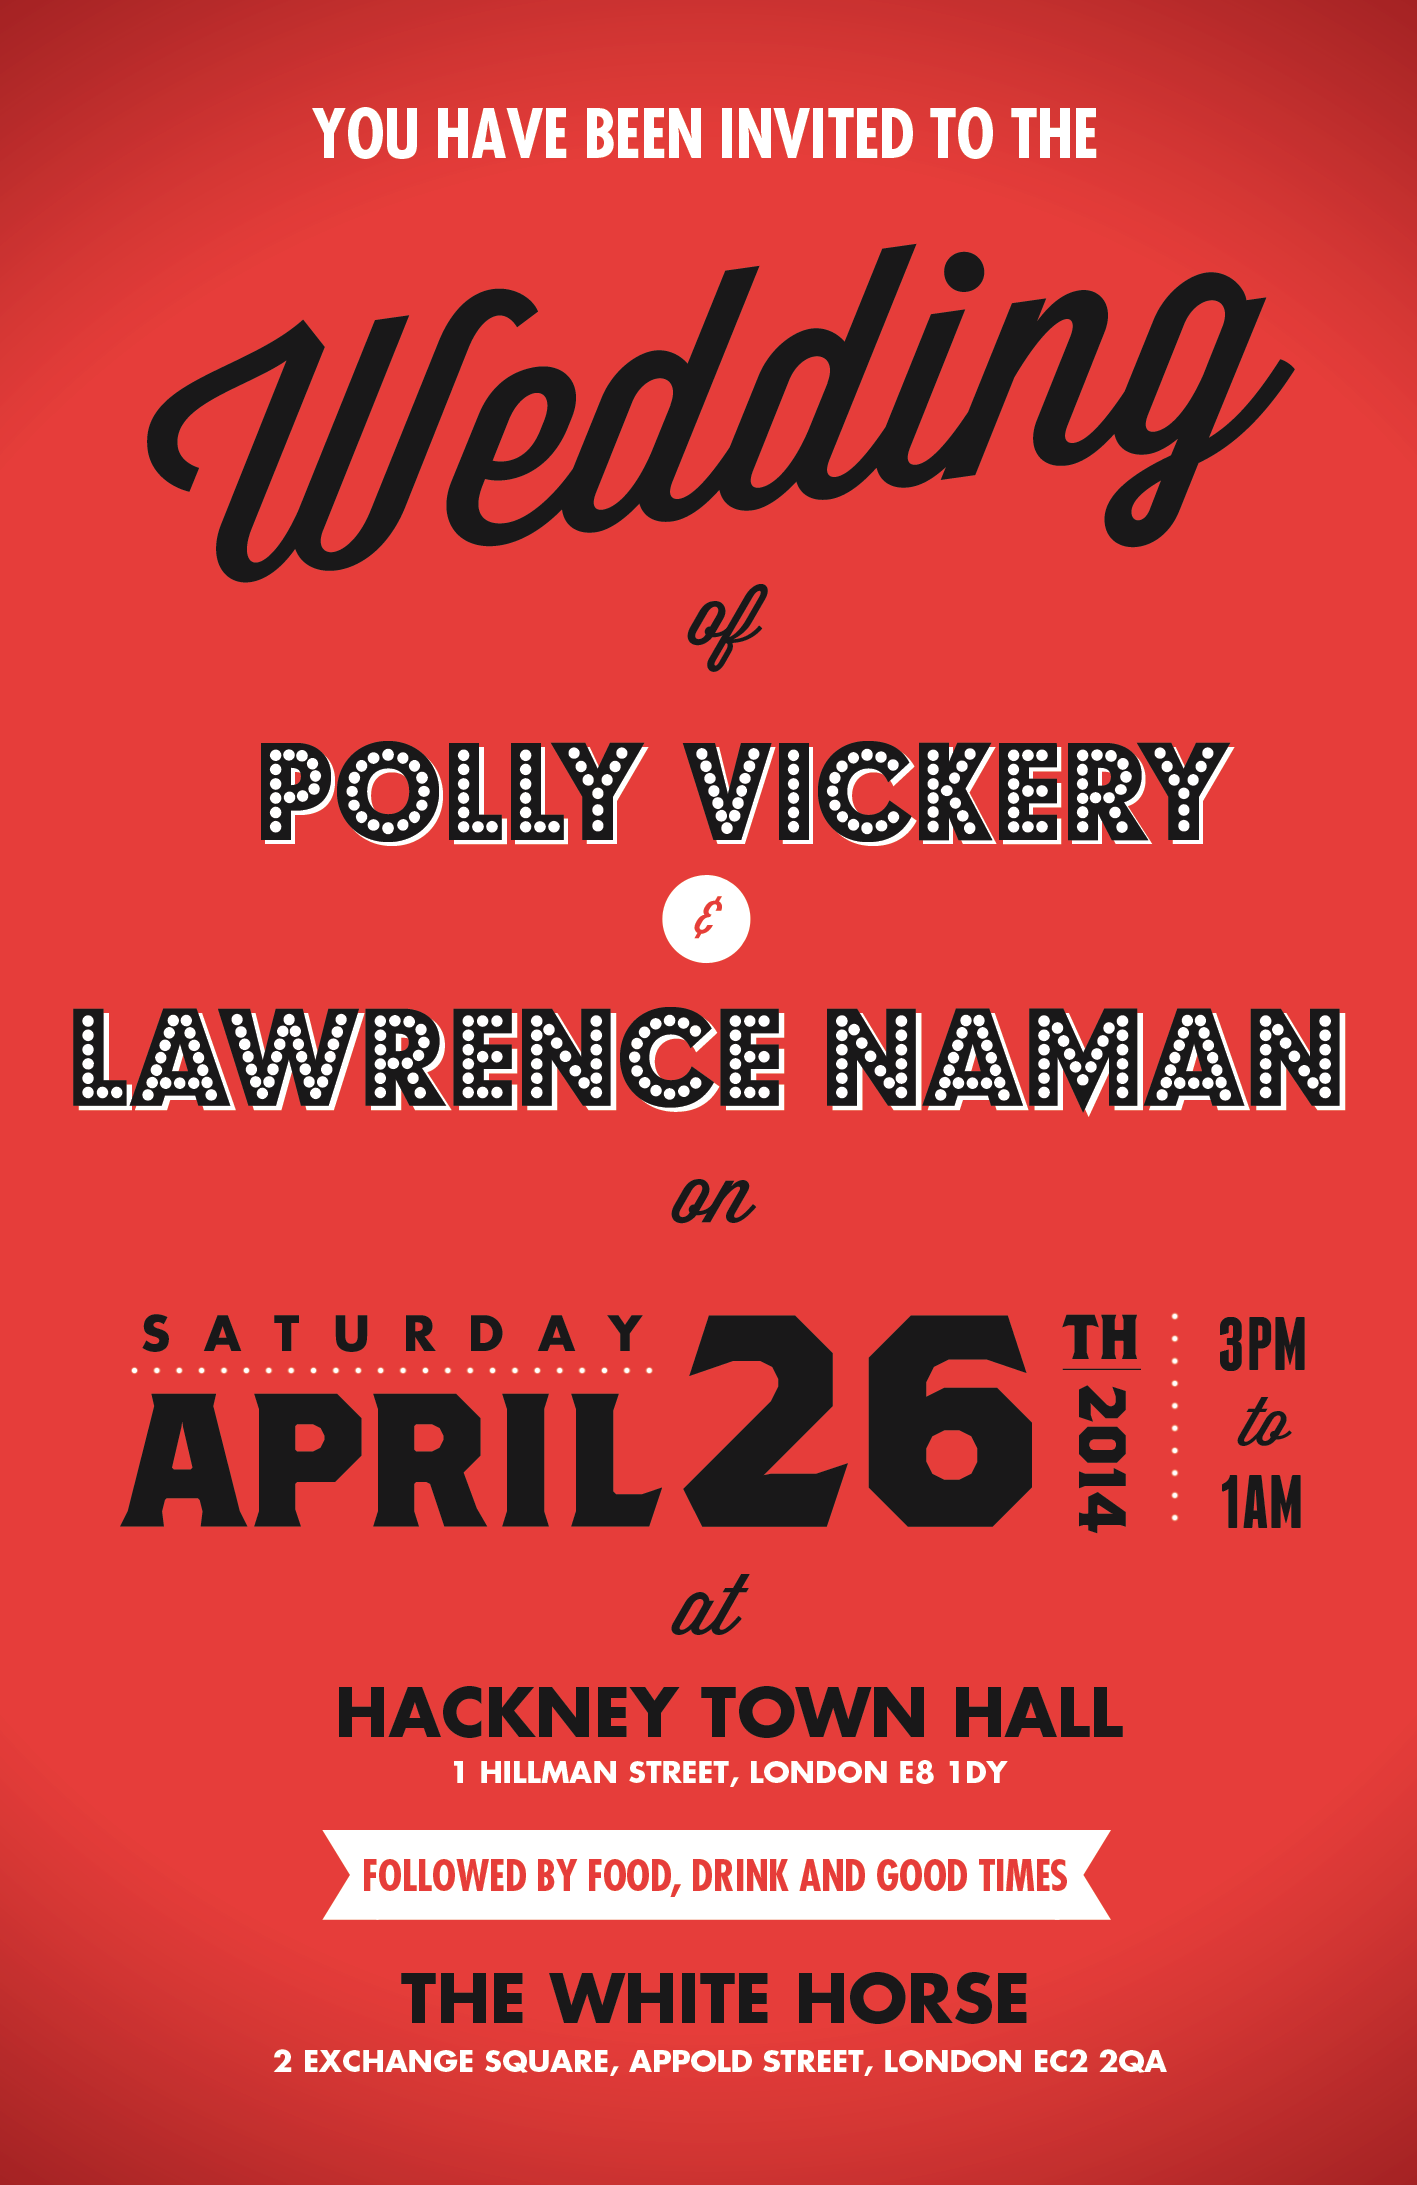 YOU HAVE BEEN INVITED TO THE
Wedding
of
POLLY VICKERY
&
LAWRENCE NAMAN
on
SATURDAY
APRIL 26 TH
2014
3PM
to
1AM
at
HACKNEY TOWN HALL
1 HILLMAN STREET, LONDON E8 1DY
FOLLOWED BY FOOD, DRINK AND GOOD TIMES
THE WHITE HORSE
2 EXCHANGE SQUARE, APPOLD STREET, LONDON EC2 2QA